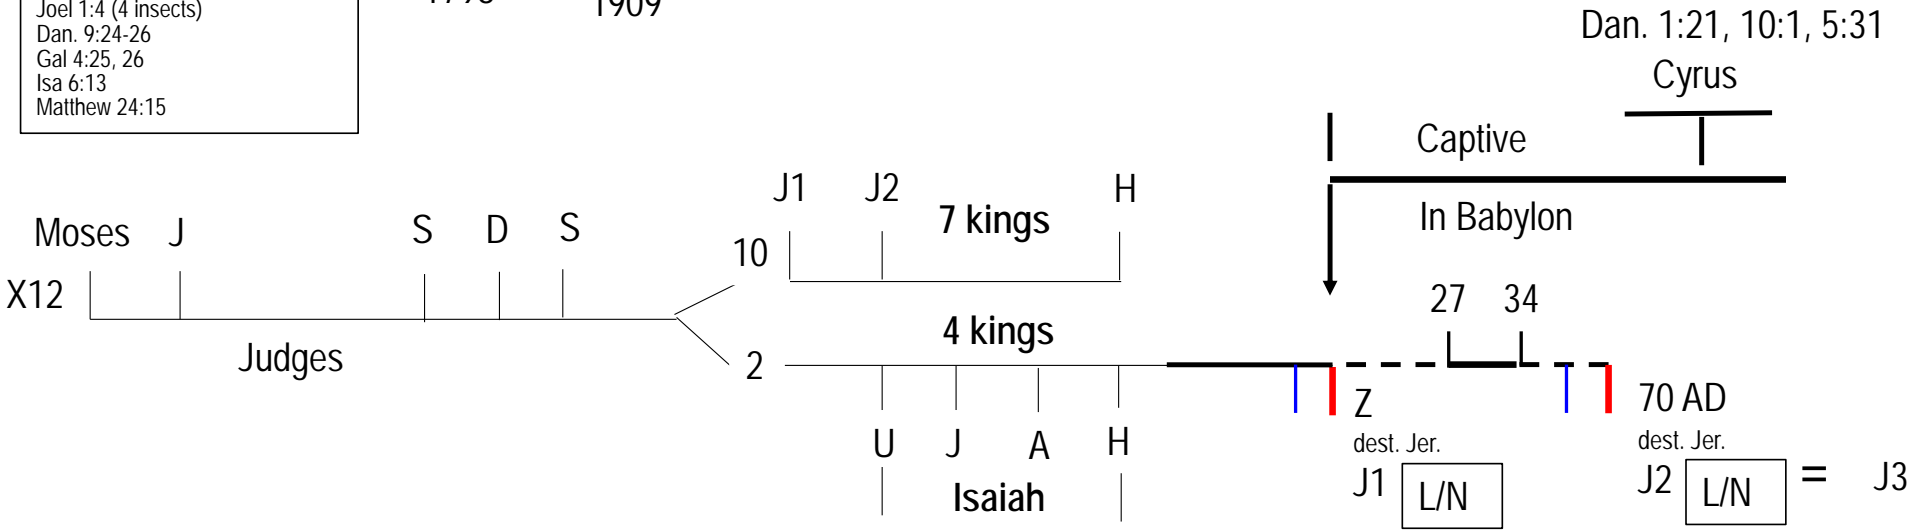 Joel 1:4 (4 insects)
Dan. 9:24-26
Gal 4:25, 26
Isa 6:13
Matthew 24:15
1909
Dan. 1:21, 10:1, 5:31
Cyrus
Captive
In Babylon
J1 J2 7 kings H
Moses J S D S
10
X12
27 34
4 kings
Judges
2
U J A H
Isaiah
Z
dest. Jer.
J1 L/N
70 AD
dest. Jer.
J2 L/N = J3